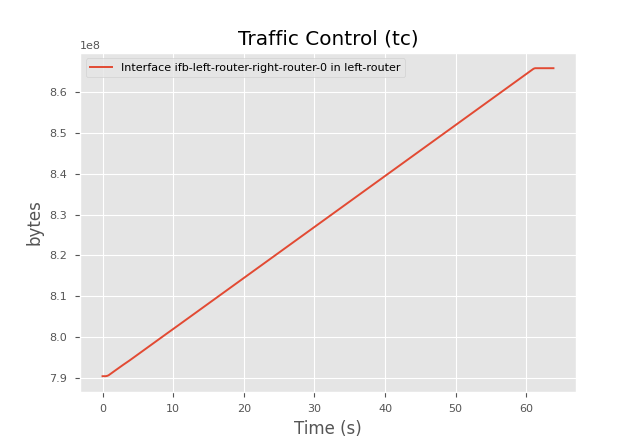 Traffic Control (tc)
1e8
Interface ifb-left-router-right-router-0 in left-router
8.6
8.5
8.4
8.3
8.2
8.1
8.0
7.9
bytes
0 10 20 30 40 50 60
Time (s)